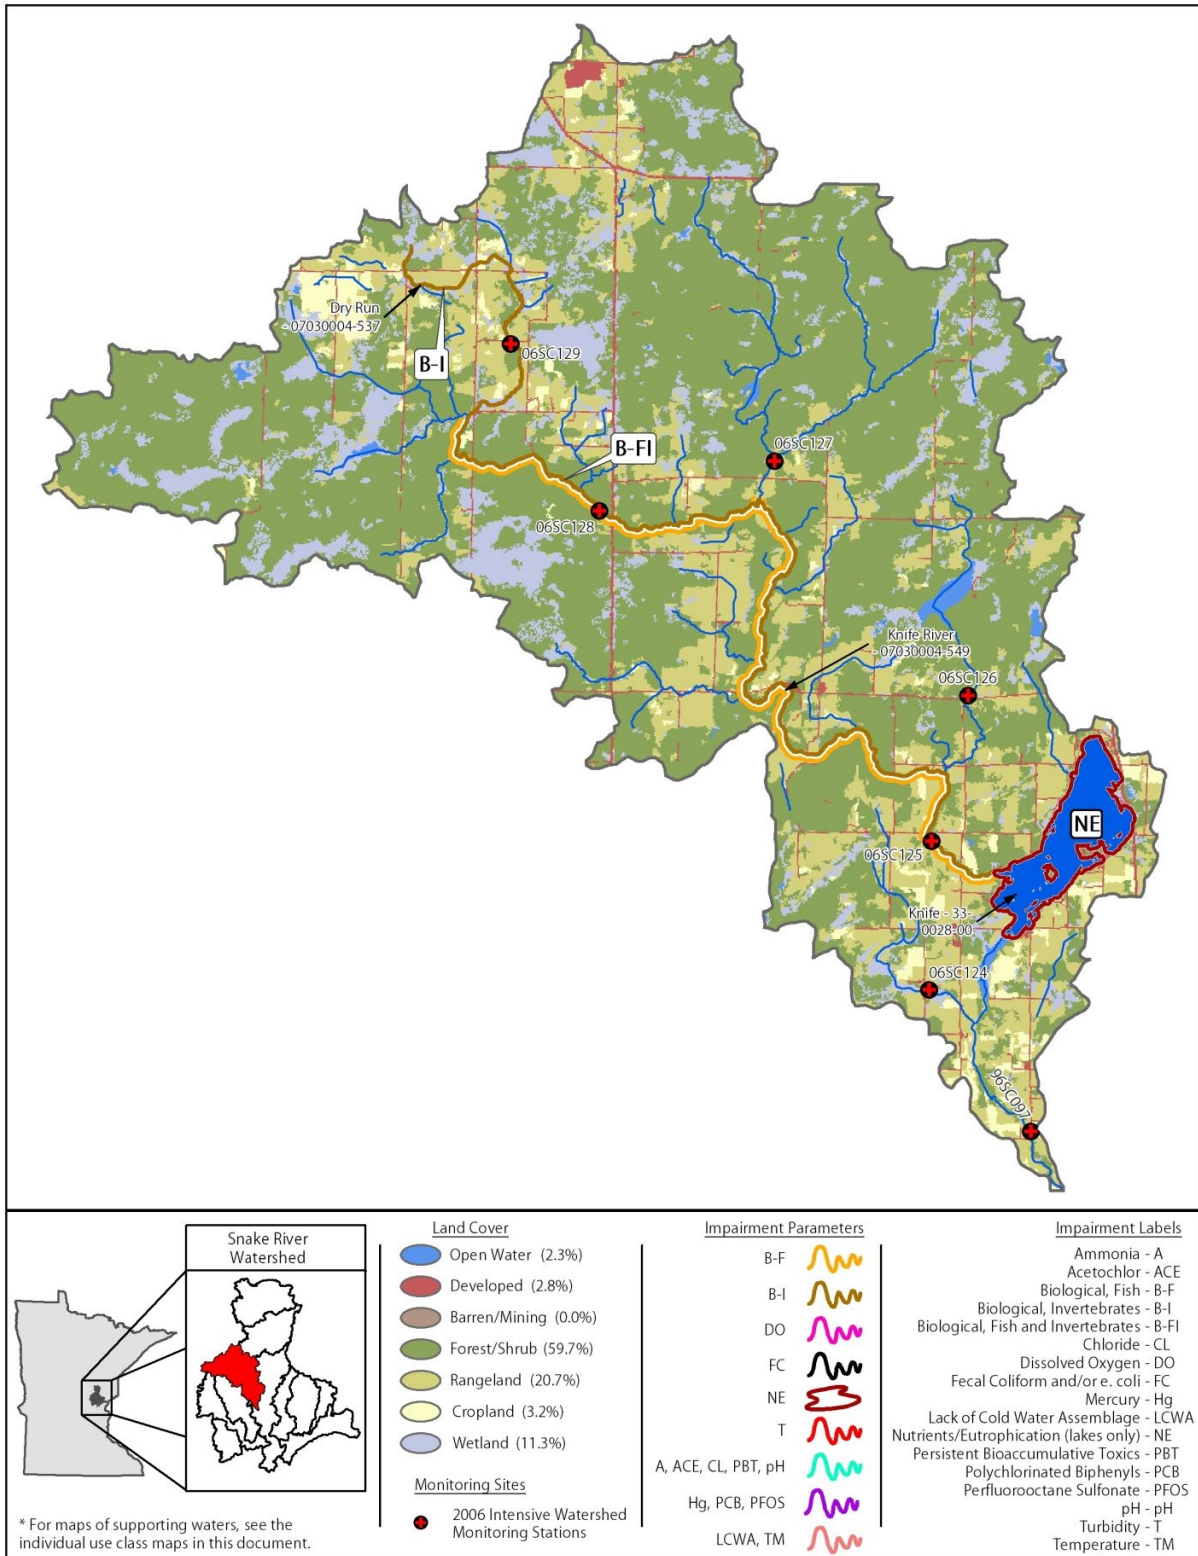 Dry Run
- 07030004-537
B-I
06SC129
B-FI
06SC127
06SC128
Knife River
- 07030004-549
06SC126
NE
06SC125
Knife - 33-
0028-00
06SC124
96SC097
Snake River
Watershed
* For maps of supporting waters, see the
individual use class maps in this document.
Land Cover
Open Water (2.3%)
Developed (2.8%)
Barren/Mining (0.0%)
Forest/Shrub (59.7%)
Rangeland (20.7%)
Cropland (3.2%)
Wetland (11.3%)
Monitoring Sites
2006 Intensive Watershed
Monitoring Stations
Impairment Parameters
B-F
B-I
DO
FC
NE
T
A, ACE, CL, PBT, pH
Hg, PCB, PFOS
LCWA, TM
Impairment Labels
Ammonia - A
Acetochlor - ACE
Biological, Fish - B-F
Biological, Invertebrates - B-I
Biological, Fish and Invertebrates - B-FI
Chloride - CL
Dissolved Oxygen - DO
Fecal Coliform and/or e. coli - FC
Mercury - Hg
Lack of Cold Water Assemblage - LCWA
Nutrients/Eutrophication (lakes only) - NE
Persistent Bioaccumulative Toxics - PBT
Polychlorinated Biphenyls - PCB
Perfluorooctane Sulfonate - PFOS
pH - pH
Turbidity - T
Temperature - TM